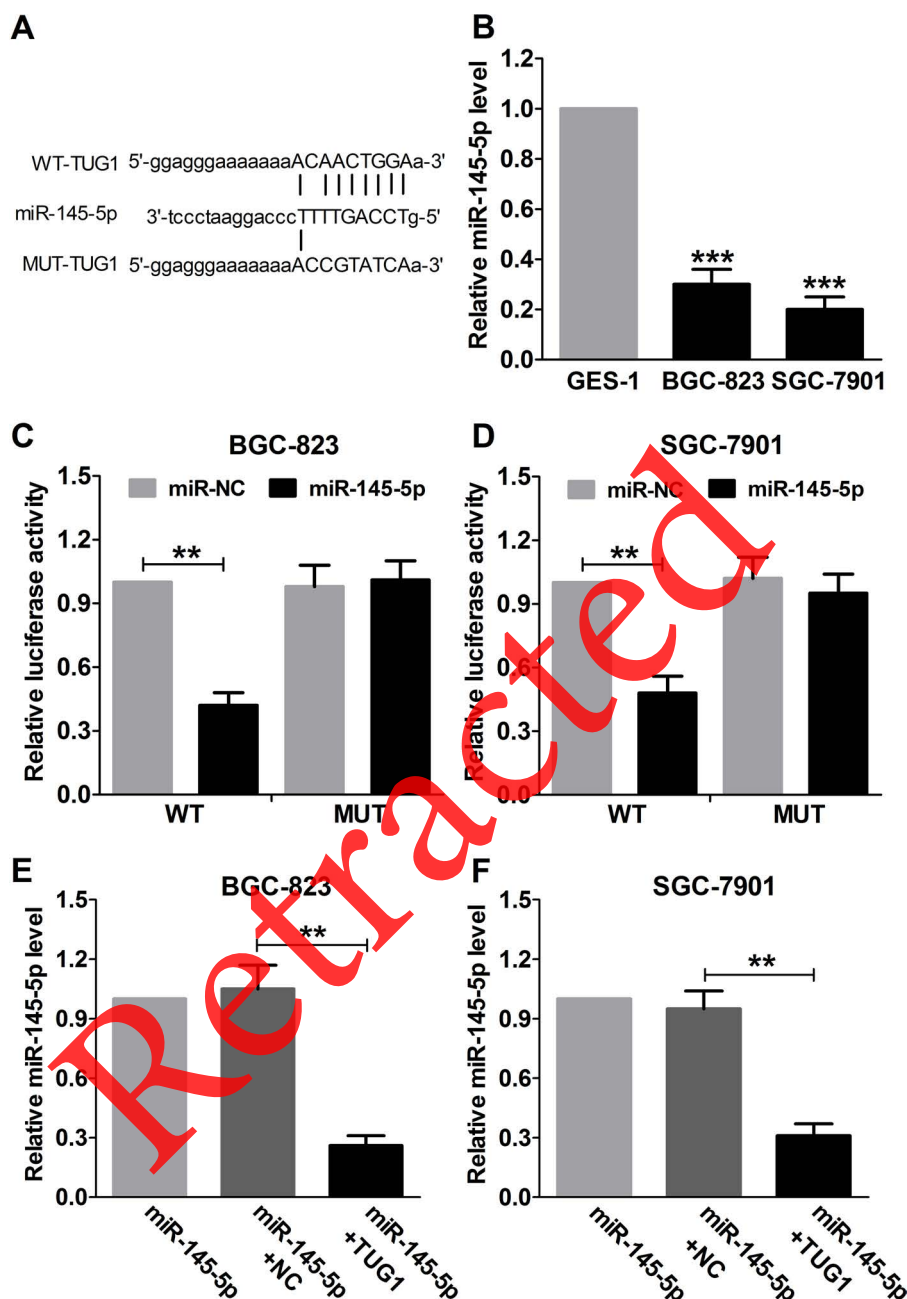 A
WT-TUG1 5'-ggagggaaaaaaaACAACTGGAa-3'
miR-145-5p 3'-tccctaaggacccTTTTGACCTg-5'
MUT-TUG1 5'-ggagggaaaaaaaACCGTATCAa-3'
B
Relative miR-145-5p level
1.2
1.0
0.8
0.6
0.4
0.2
0.0
***
***
GES-1 BGC-823 SGC-7901
C
BGC-823
Relative luciferase activity
1.5
1.2
0.9
0.6
0.3
0.0
miR-NC miR-145-5p
**
WT MUT
D
SGC-7901
Relative luciferase activity
1.5
1.2
0.9
0.6
0.3
0.0
miR-NC miR-145-5p
**
WT MUT
E
BGC-823
Relative miR-145-5p level
1.5
1.2
0.9
0.6
0.3
0.0
**
miR-145-5p
miR-145-5p
+NC
miR-145-5p
+TUG1
F
SGC-7901
Relative miR-145-5p level
1.5
1.2
0.9
0.6
0.3
0.0
**
miR-145-5p
miR-145-5p
+NC
miR-145-5p
+TUG1
Retracted